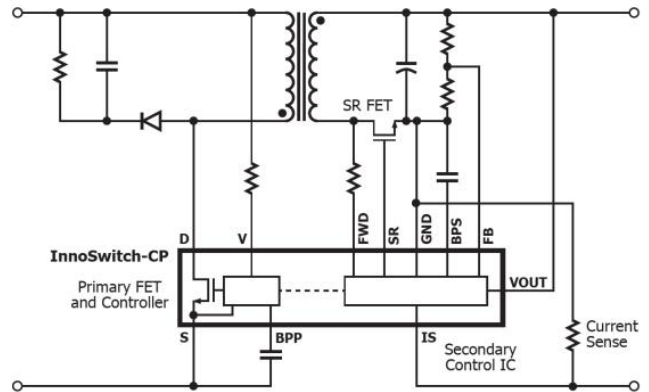 SR FET
D
V
FWD
SR
GND
BPS
FB
InnoSwitch-CP
VOUT
Primary FET
and Controller
S
BPP
IS
Secondary
Control IC
Current
Sense